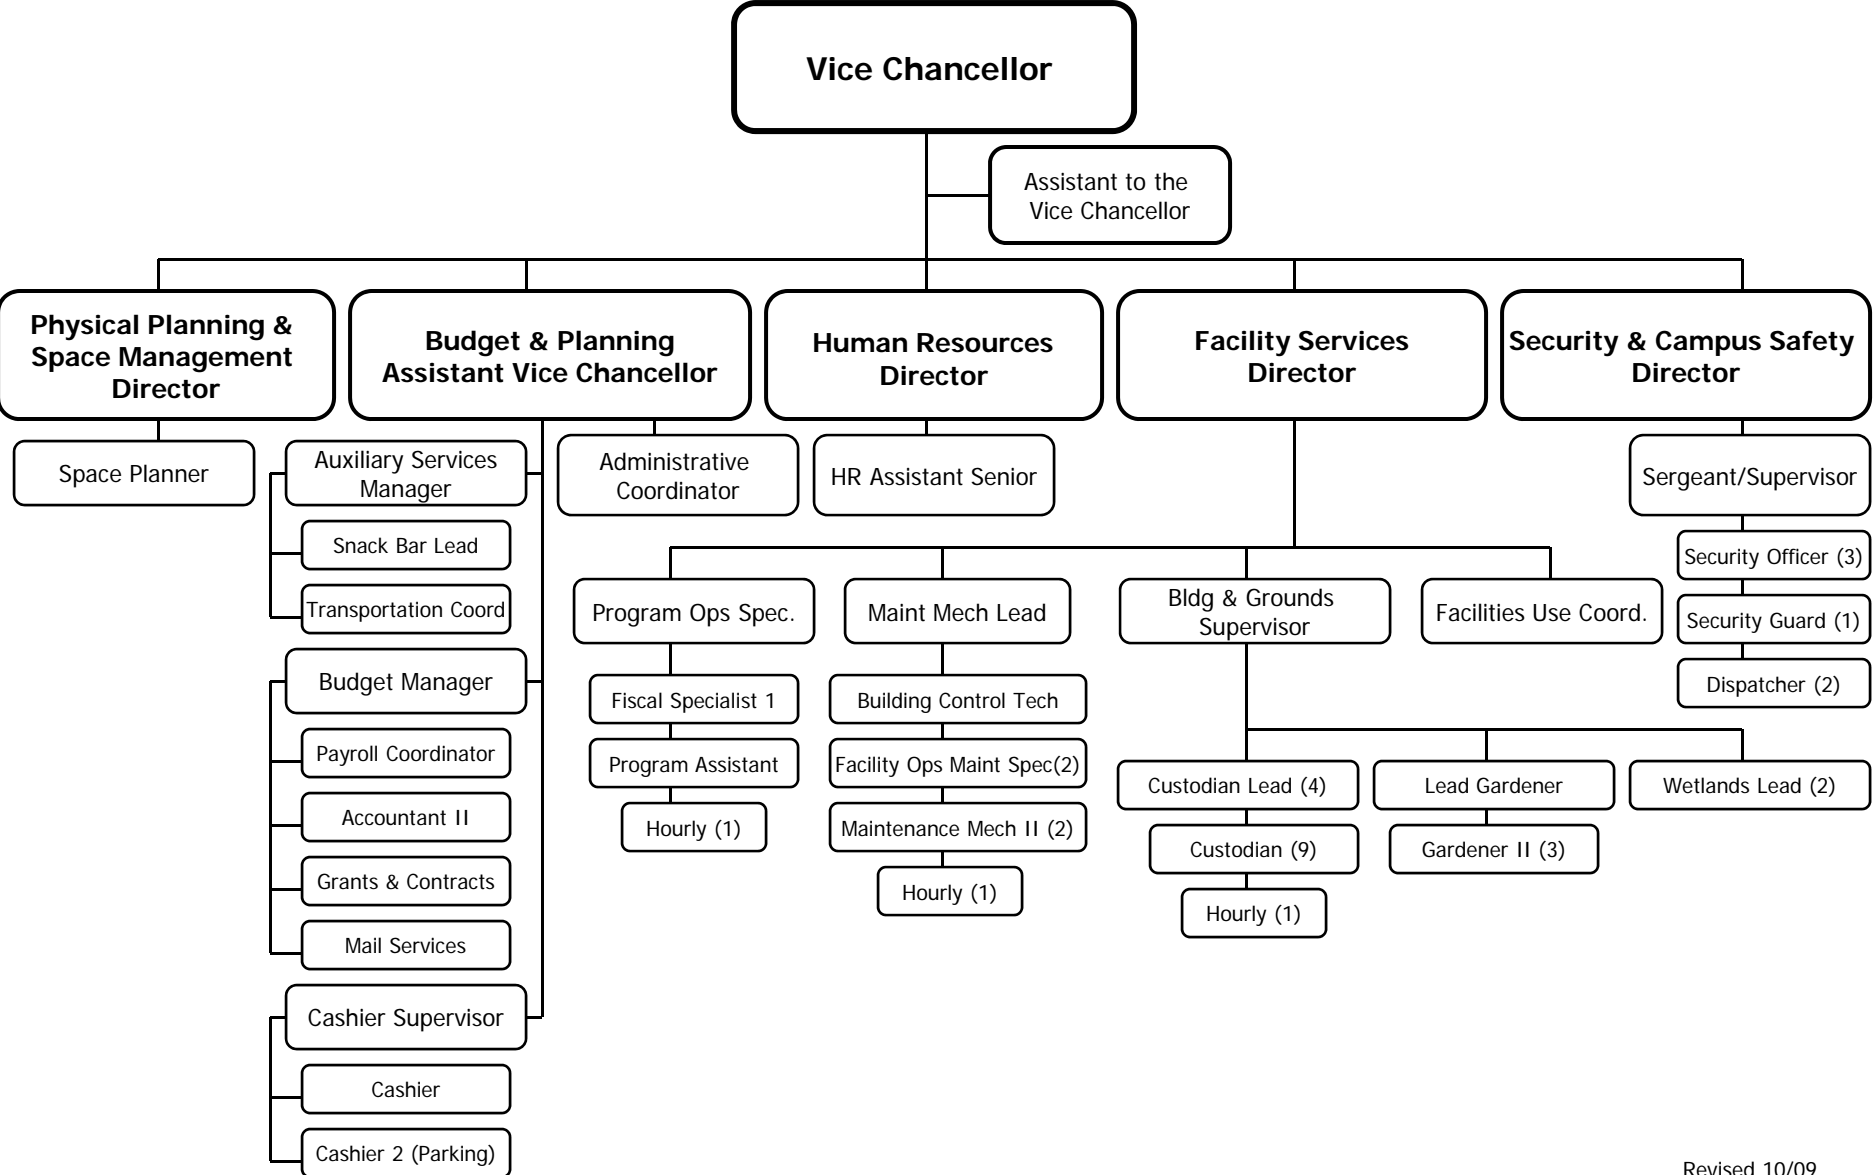 Vice Chancellor
Assistant to the
Vice Chancellor
Physical Planning &
Space Management
Director
Budget & Planning
Assistant Vice Chancellor
Human Resources
Director
Facility Services
Director
Security & Campus Safety
Director
Space Planner
Auxiliary Services
Manager
Snack Bar Lead
Transportation Coord
Budget Manager
Payroll Coordinator
Accountant II
Grants & Contracts
Mail Services
Cashier Supervisor
Cashier
Cashier 2 (Parking)
Administrative
Coordinator
HR Assistant Senior
Program Ops Spec.
Fiscal Specialist 1
Program Assistant
Hourly (1)
Maint Mech Lead
Building Control Tech
Facility Ops Maint Spec(2)
Maintenance Mech II (2)
Hourly (1)
Bldg & Grounds
Supervisor
Custodian Lead (4)
Custodian (9)
Hourly (1)
Lead Gardener
Gardener II (3)
Wetlands Lead (2)
Facilities Use Coord.
Sergeant/Supervisor
Security Officer (3)
Security Guard (1)
Dispatcher (2)
Revised 10/09